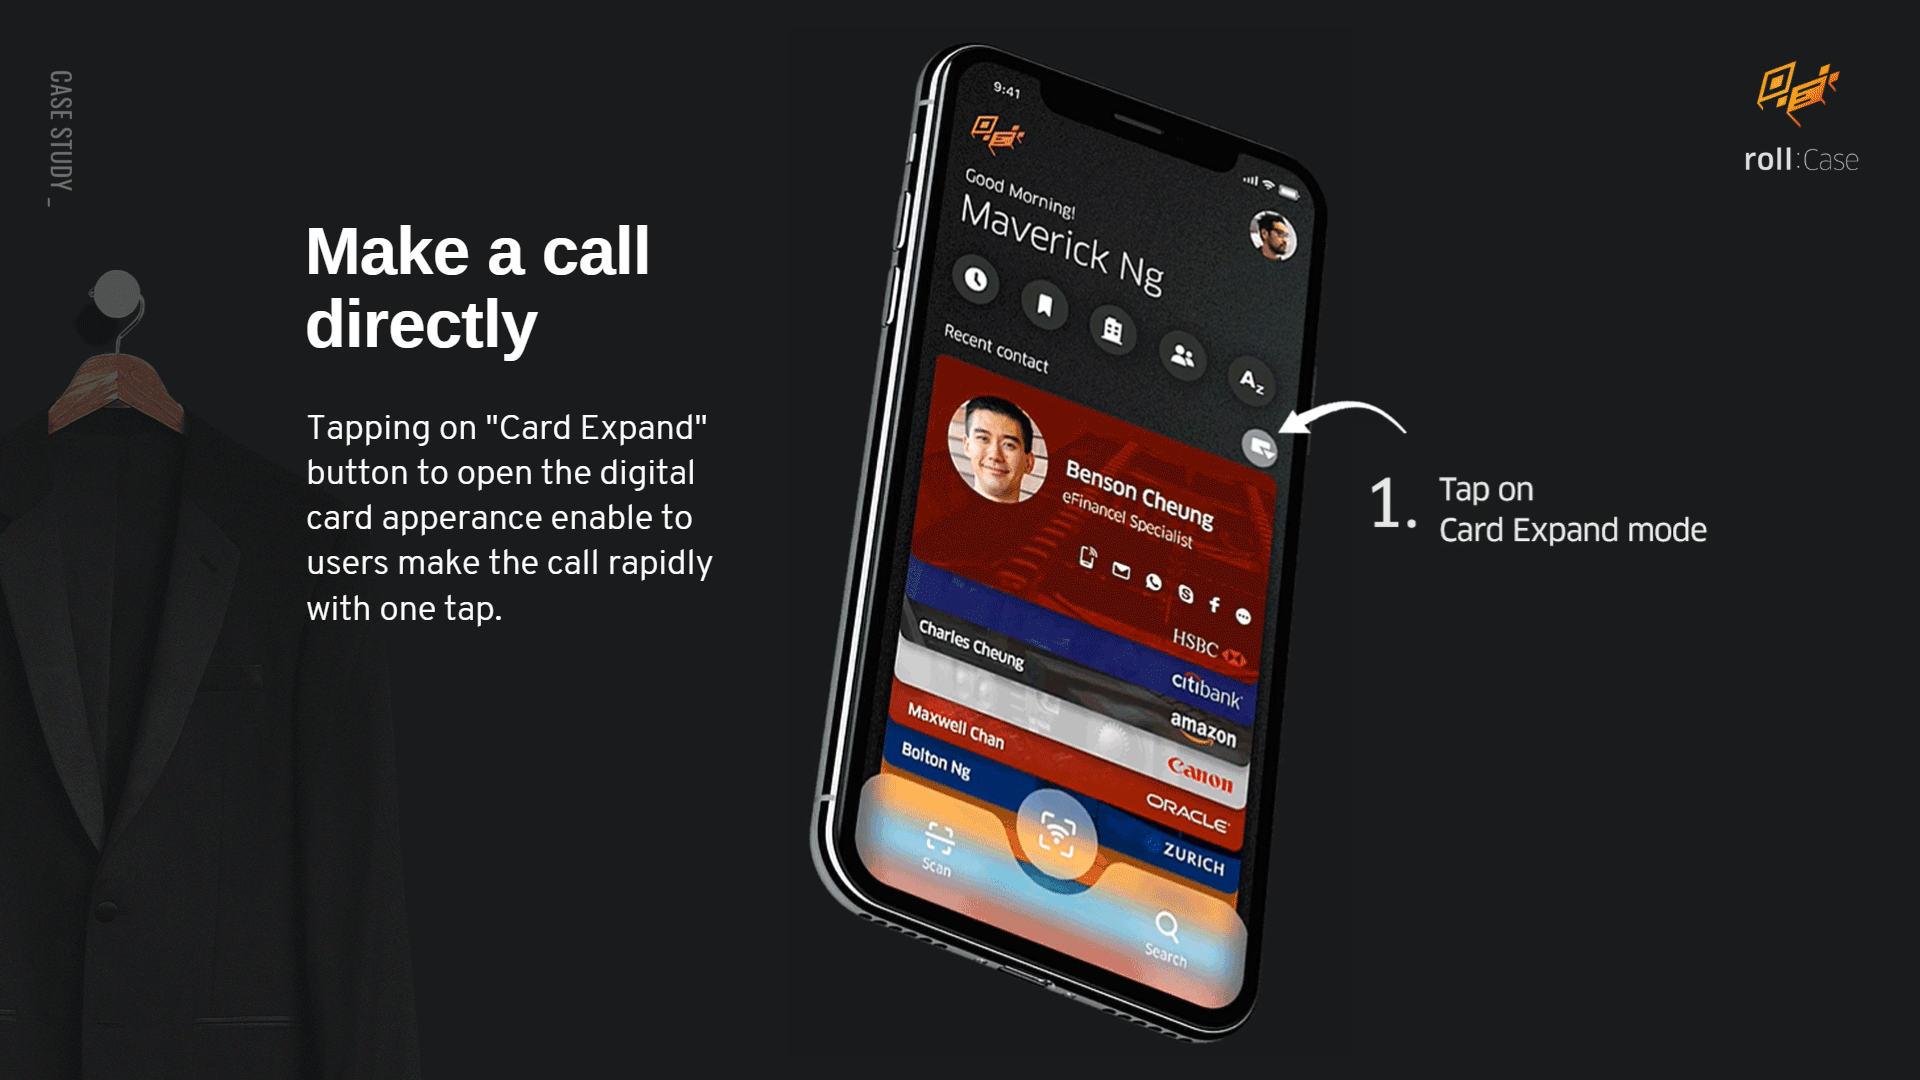 CASE STUDY _
Make a call
directly
Tapping on "Card Expand"
button to open the digital
card apperance enable to
users make the call rapidly
with one tap.
9:41
Good Morning!
Maverick Ng
Az
Recent contact
Benson Cheung
eFinancel Specialist
HSBC
citibank
Charles Cheung
amazon
Canon
Maxwell Chan
ORACLE
Bolton Ng
ZURICH
Scan
Search
1. Tap on
Card Expand mode
roll:Case